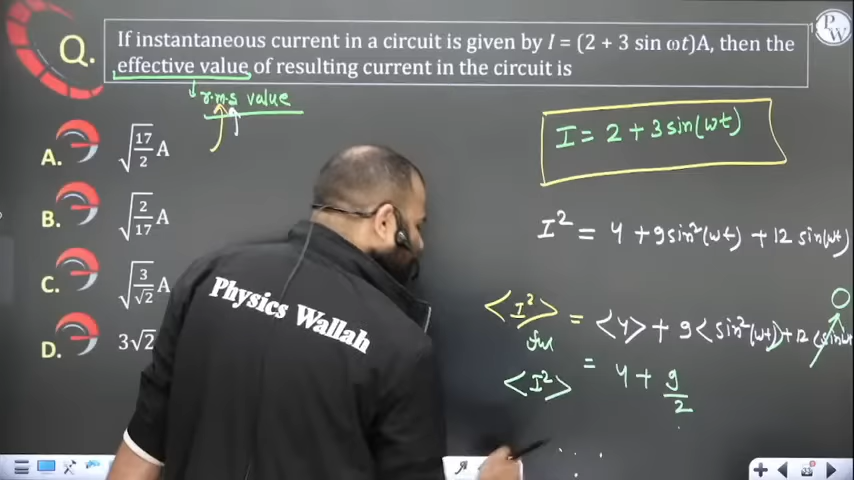 Q. If instantaneous current in a circuit is given by I = (2 + 3 sin ωt)A, then the
effective value of resulting current in the circuit is
PW
r.m.s value
A. √(17/2) A
B. √(2/17) A
C. √(3/√2) A
D. 3√2
I = 2 + 3 sin(ωt)
I² = 4 + 9 sin²(ωt) + 12 sin(ωt)
<I²> = <4> + 9 <sin²(ωt)> + 12 <sin ωt
0
<I²> = 4 + 9/2
Physics Wallah